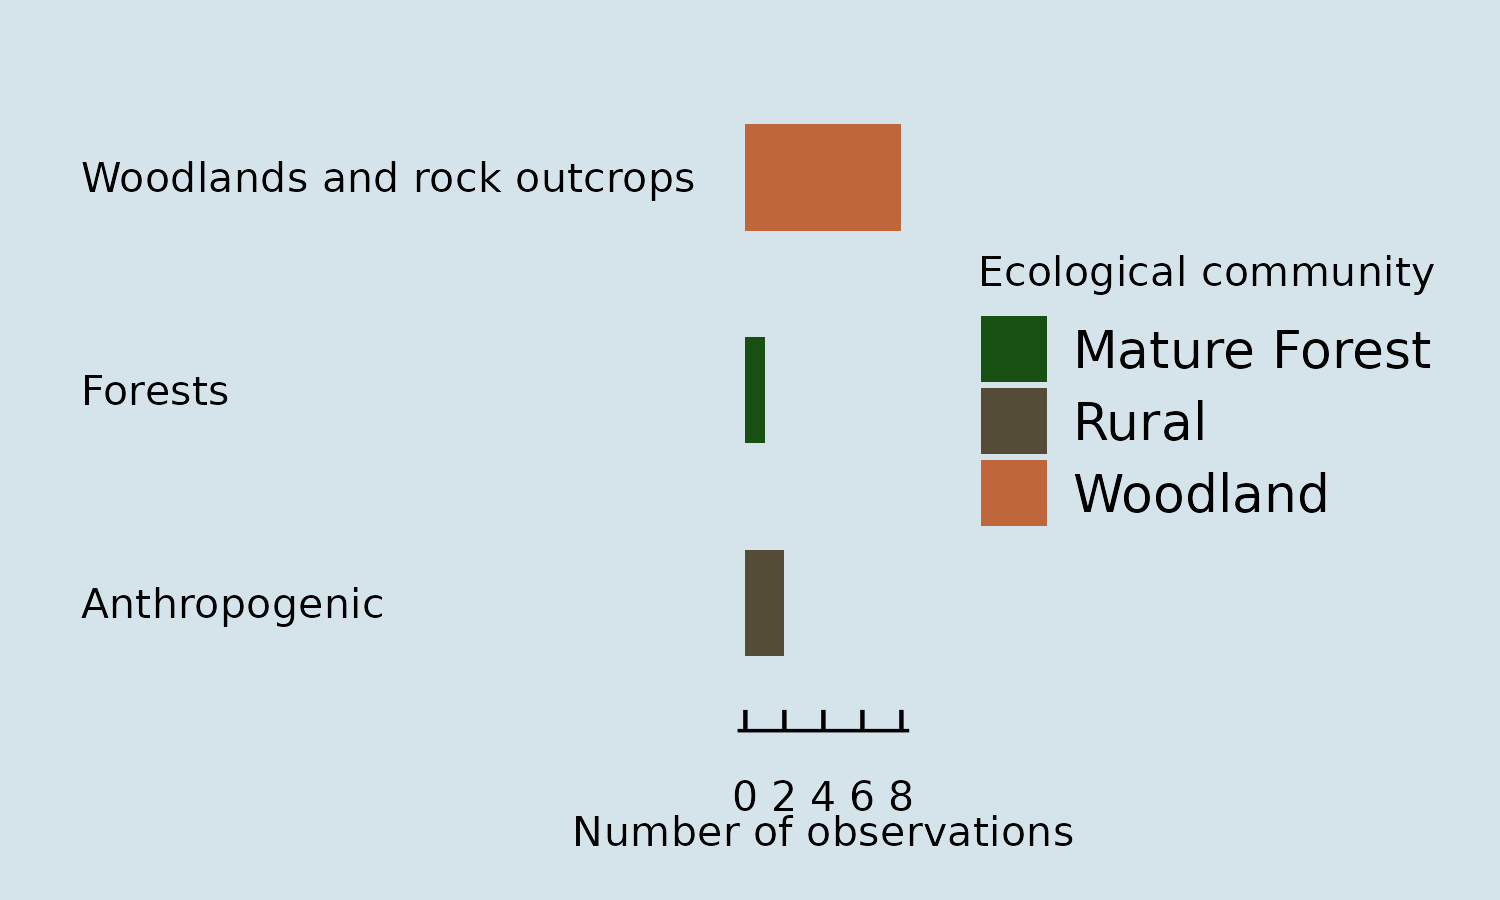 Woodlands and rock outcrops
Forests
Anthropogenic
0 2 4 6 8
Number of observations
Ecological community
Mature Forest
Rural
Woodland